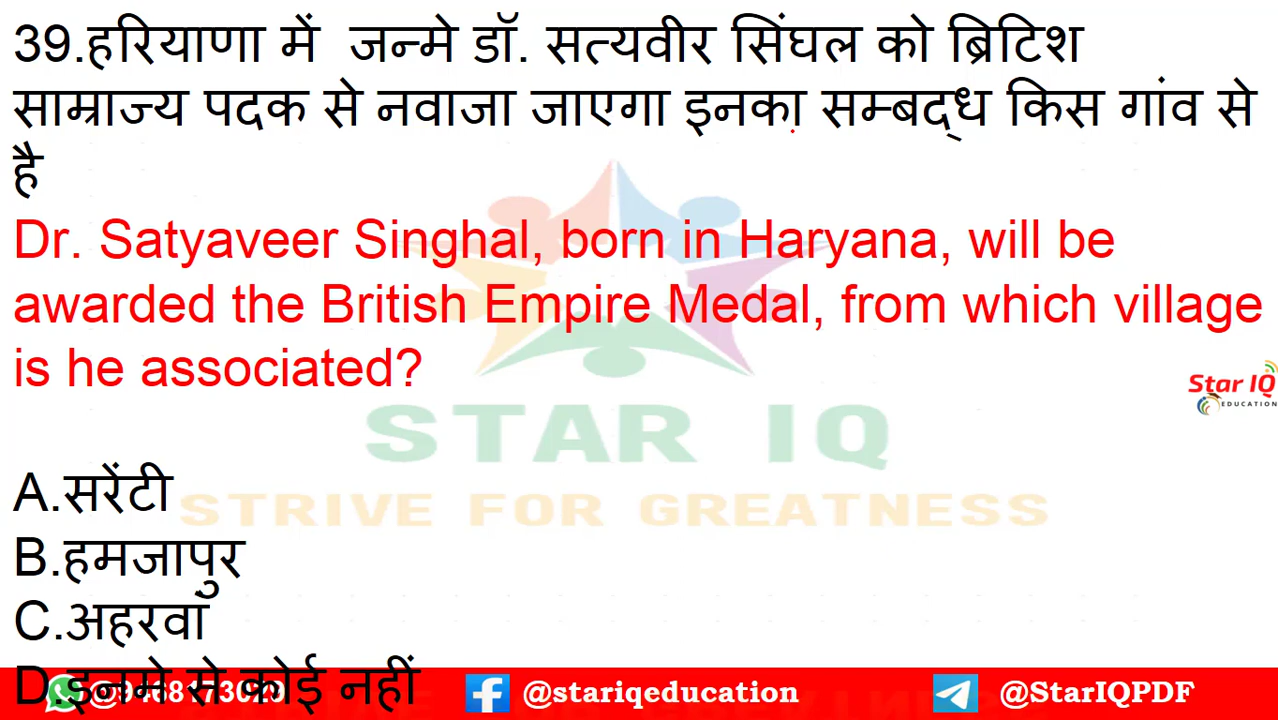 39.हरियाणा में जन्मे डॉ. सत्यवीर सिंघल को ब्रिटिश
साम्राज्य पदक से नवाजा जाएगा इनका सम्बद्ध किस गांव से
है
Dr. Satyaveer Singhal, born in Haryana, will be
awarded the British Empire Medal, from which village
is he associated?
Star IQ
EDUCATION
STAR IQ
A.सरेंटी
STRIVE FOR GREATNESS
B.हमजापुर
C.अहरवां
D.इनमे से कोई नहीं
@stariqeducation
@StarIQPDF